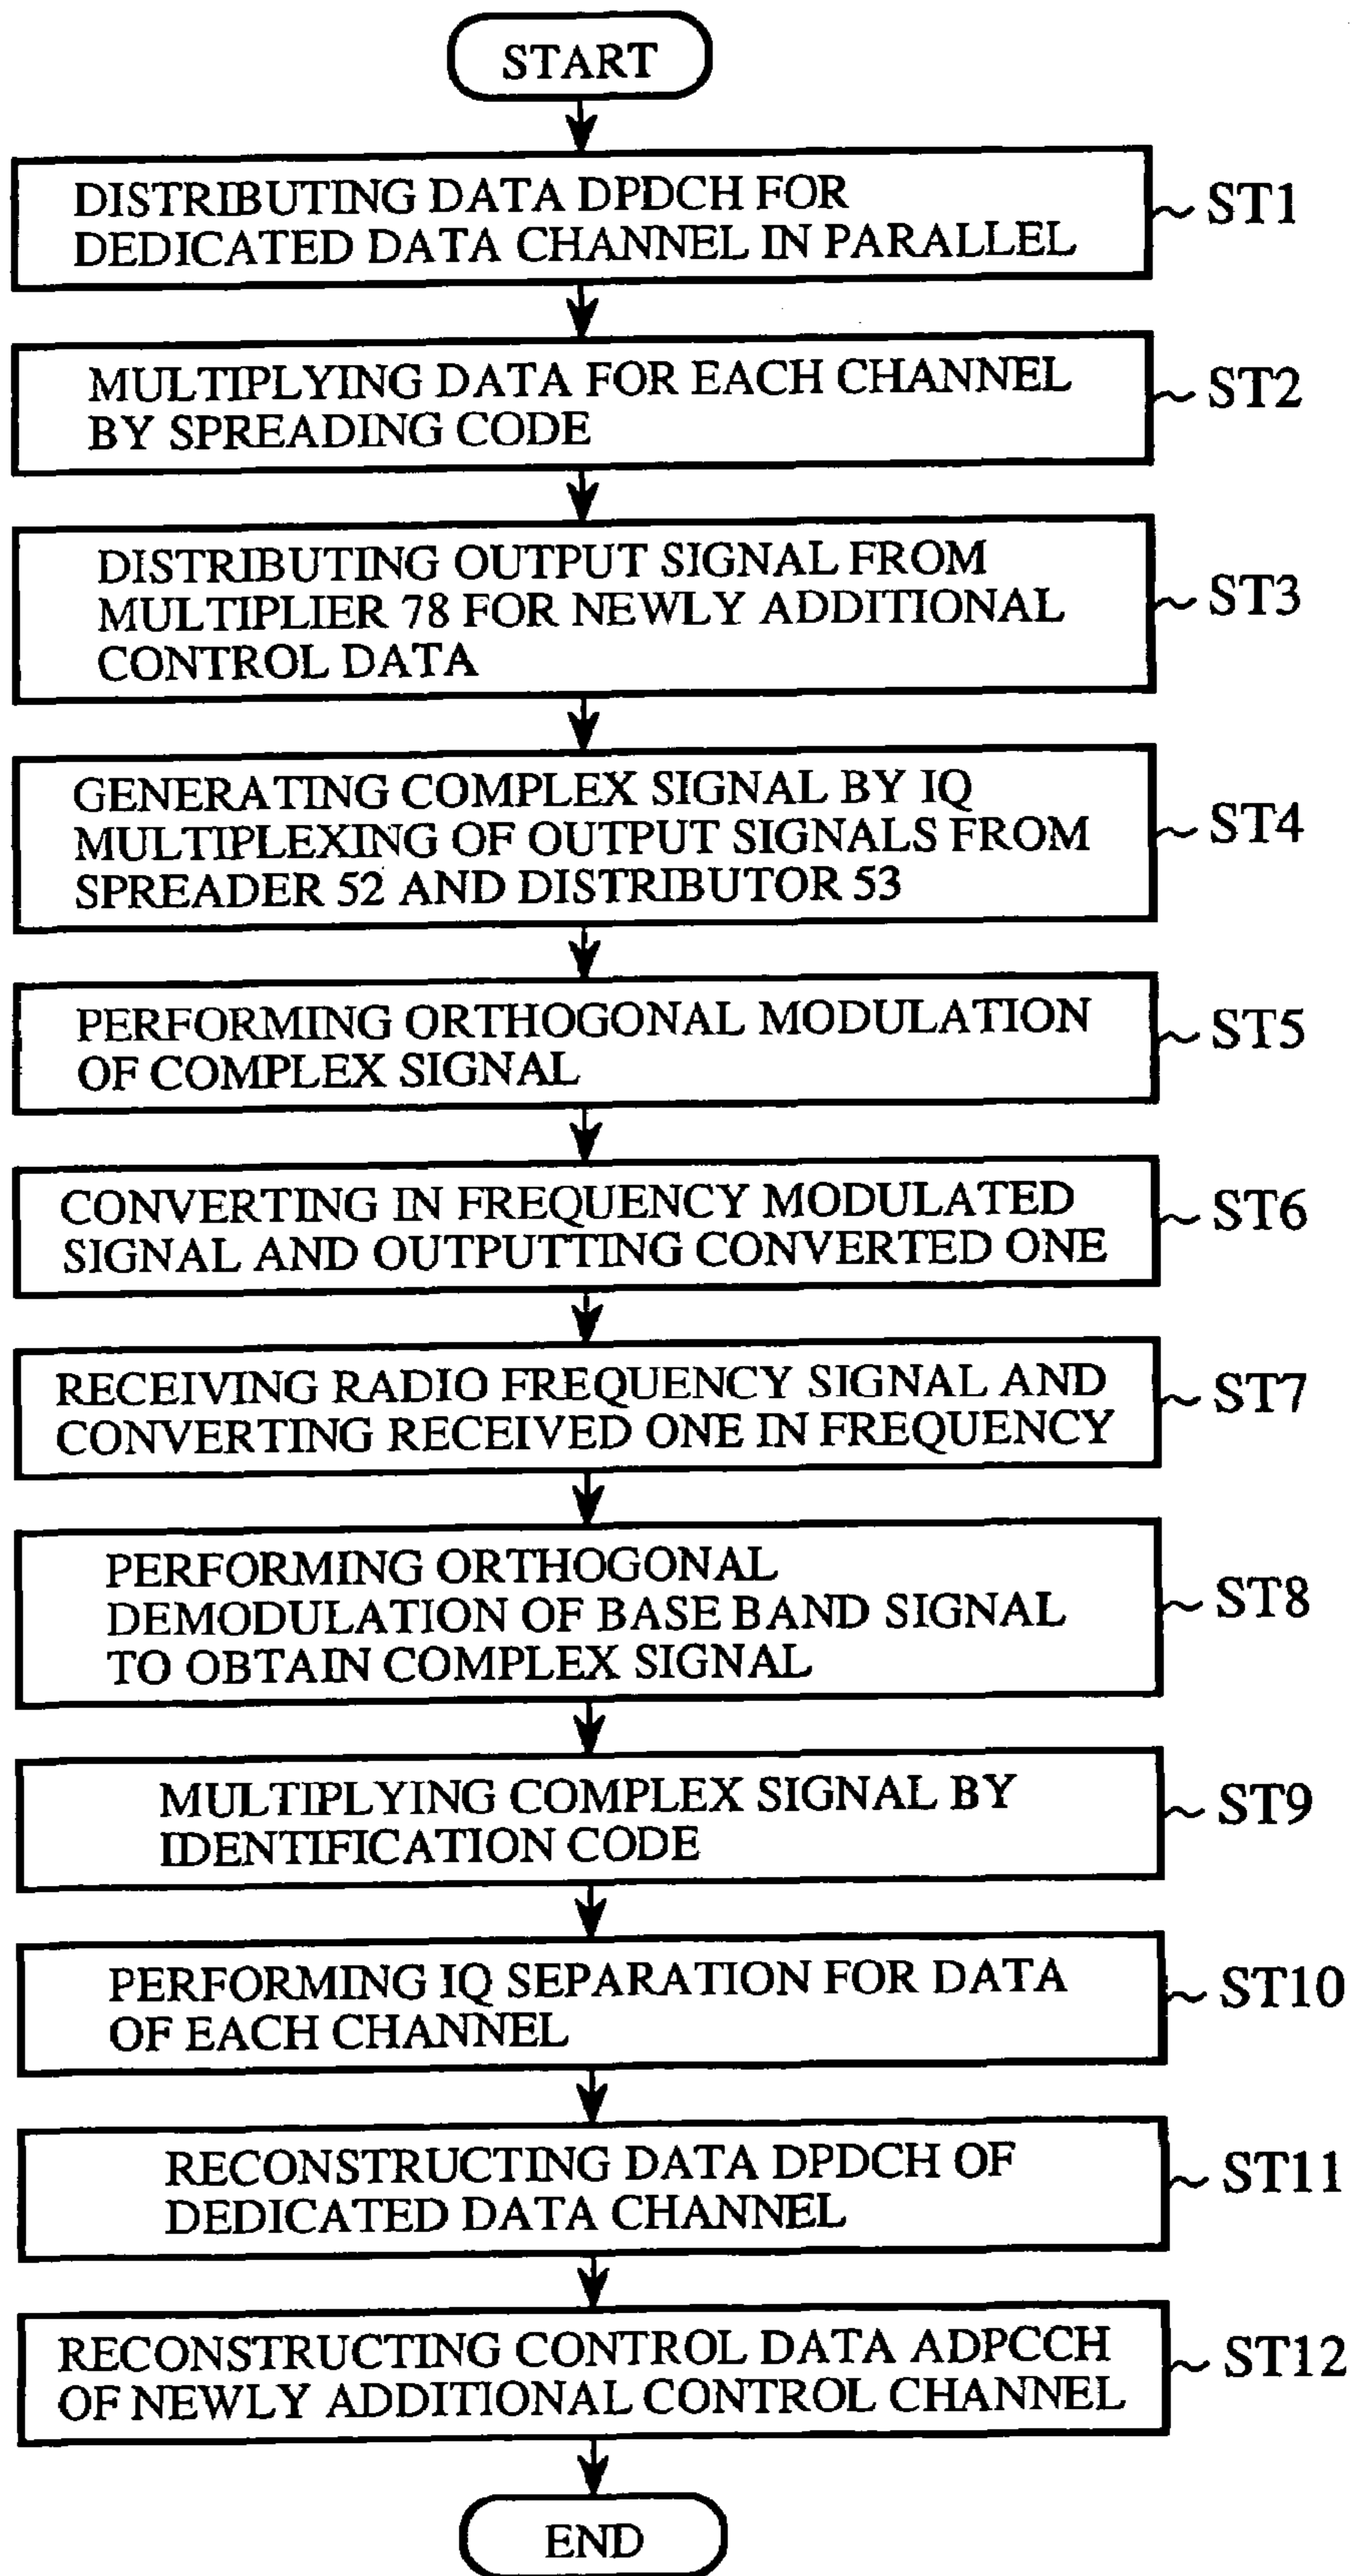 START
DISTRIBUTING DATA DPDCH FOR
DEDICATED DATA CHANNEL IN PARALLEL
ST1
MULTIPLYING DATA FOR EACH CHANNEL
BY SPREADING CODE
ST2
DISTRIBUTING OUTPUT SIGNAL FROM
MULTIPLIER 78 FOR NEWLY ADDITIONAL
CONTROL DATA
ST3
GENERATING COMPLEX SIGNAL BY IQ
MULTIPLEXING OF OUTPUT SIGNALS FROM
SPREADER 52 AND DISTRIBUTOR 53
ST4
PERFORMING ORTHOGONAL MODULATION
OF COMPLEX SIGNAL
ST5
CONVERTING IN FREQUENCY MODULATED
SIGNAL AND OUTPUTTING CONVERTED ONE
ST6
RECEIVING RADIO FREQUENCY SIGNAL AND
CONVERTING RECEIVED ONE IN FREQUENCY
ST7
PERFORMING ORTHOGONAL
DEMODULATION OF BASE BAND SIGNAL
TO OBTAIN COMPLEX SIGNAL
ST8
MULTIPLYING COMPLEX SIGNAL BY
IDENTIFICATION CODE
ST9
PERFORMING IQ SEPARATION FOR DATA
OF EACH CHANNEL
ST10
RECONSTRUCTING DATA DPDCH OF
DEDICATED DATA CHANNEL
ST11
RECONSTRUCTING CONTROL DATA ADPCCH
OF NEWLY ADDITIONAL CONTROL CHANNEL
ST12
END